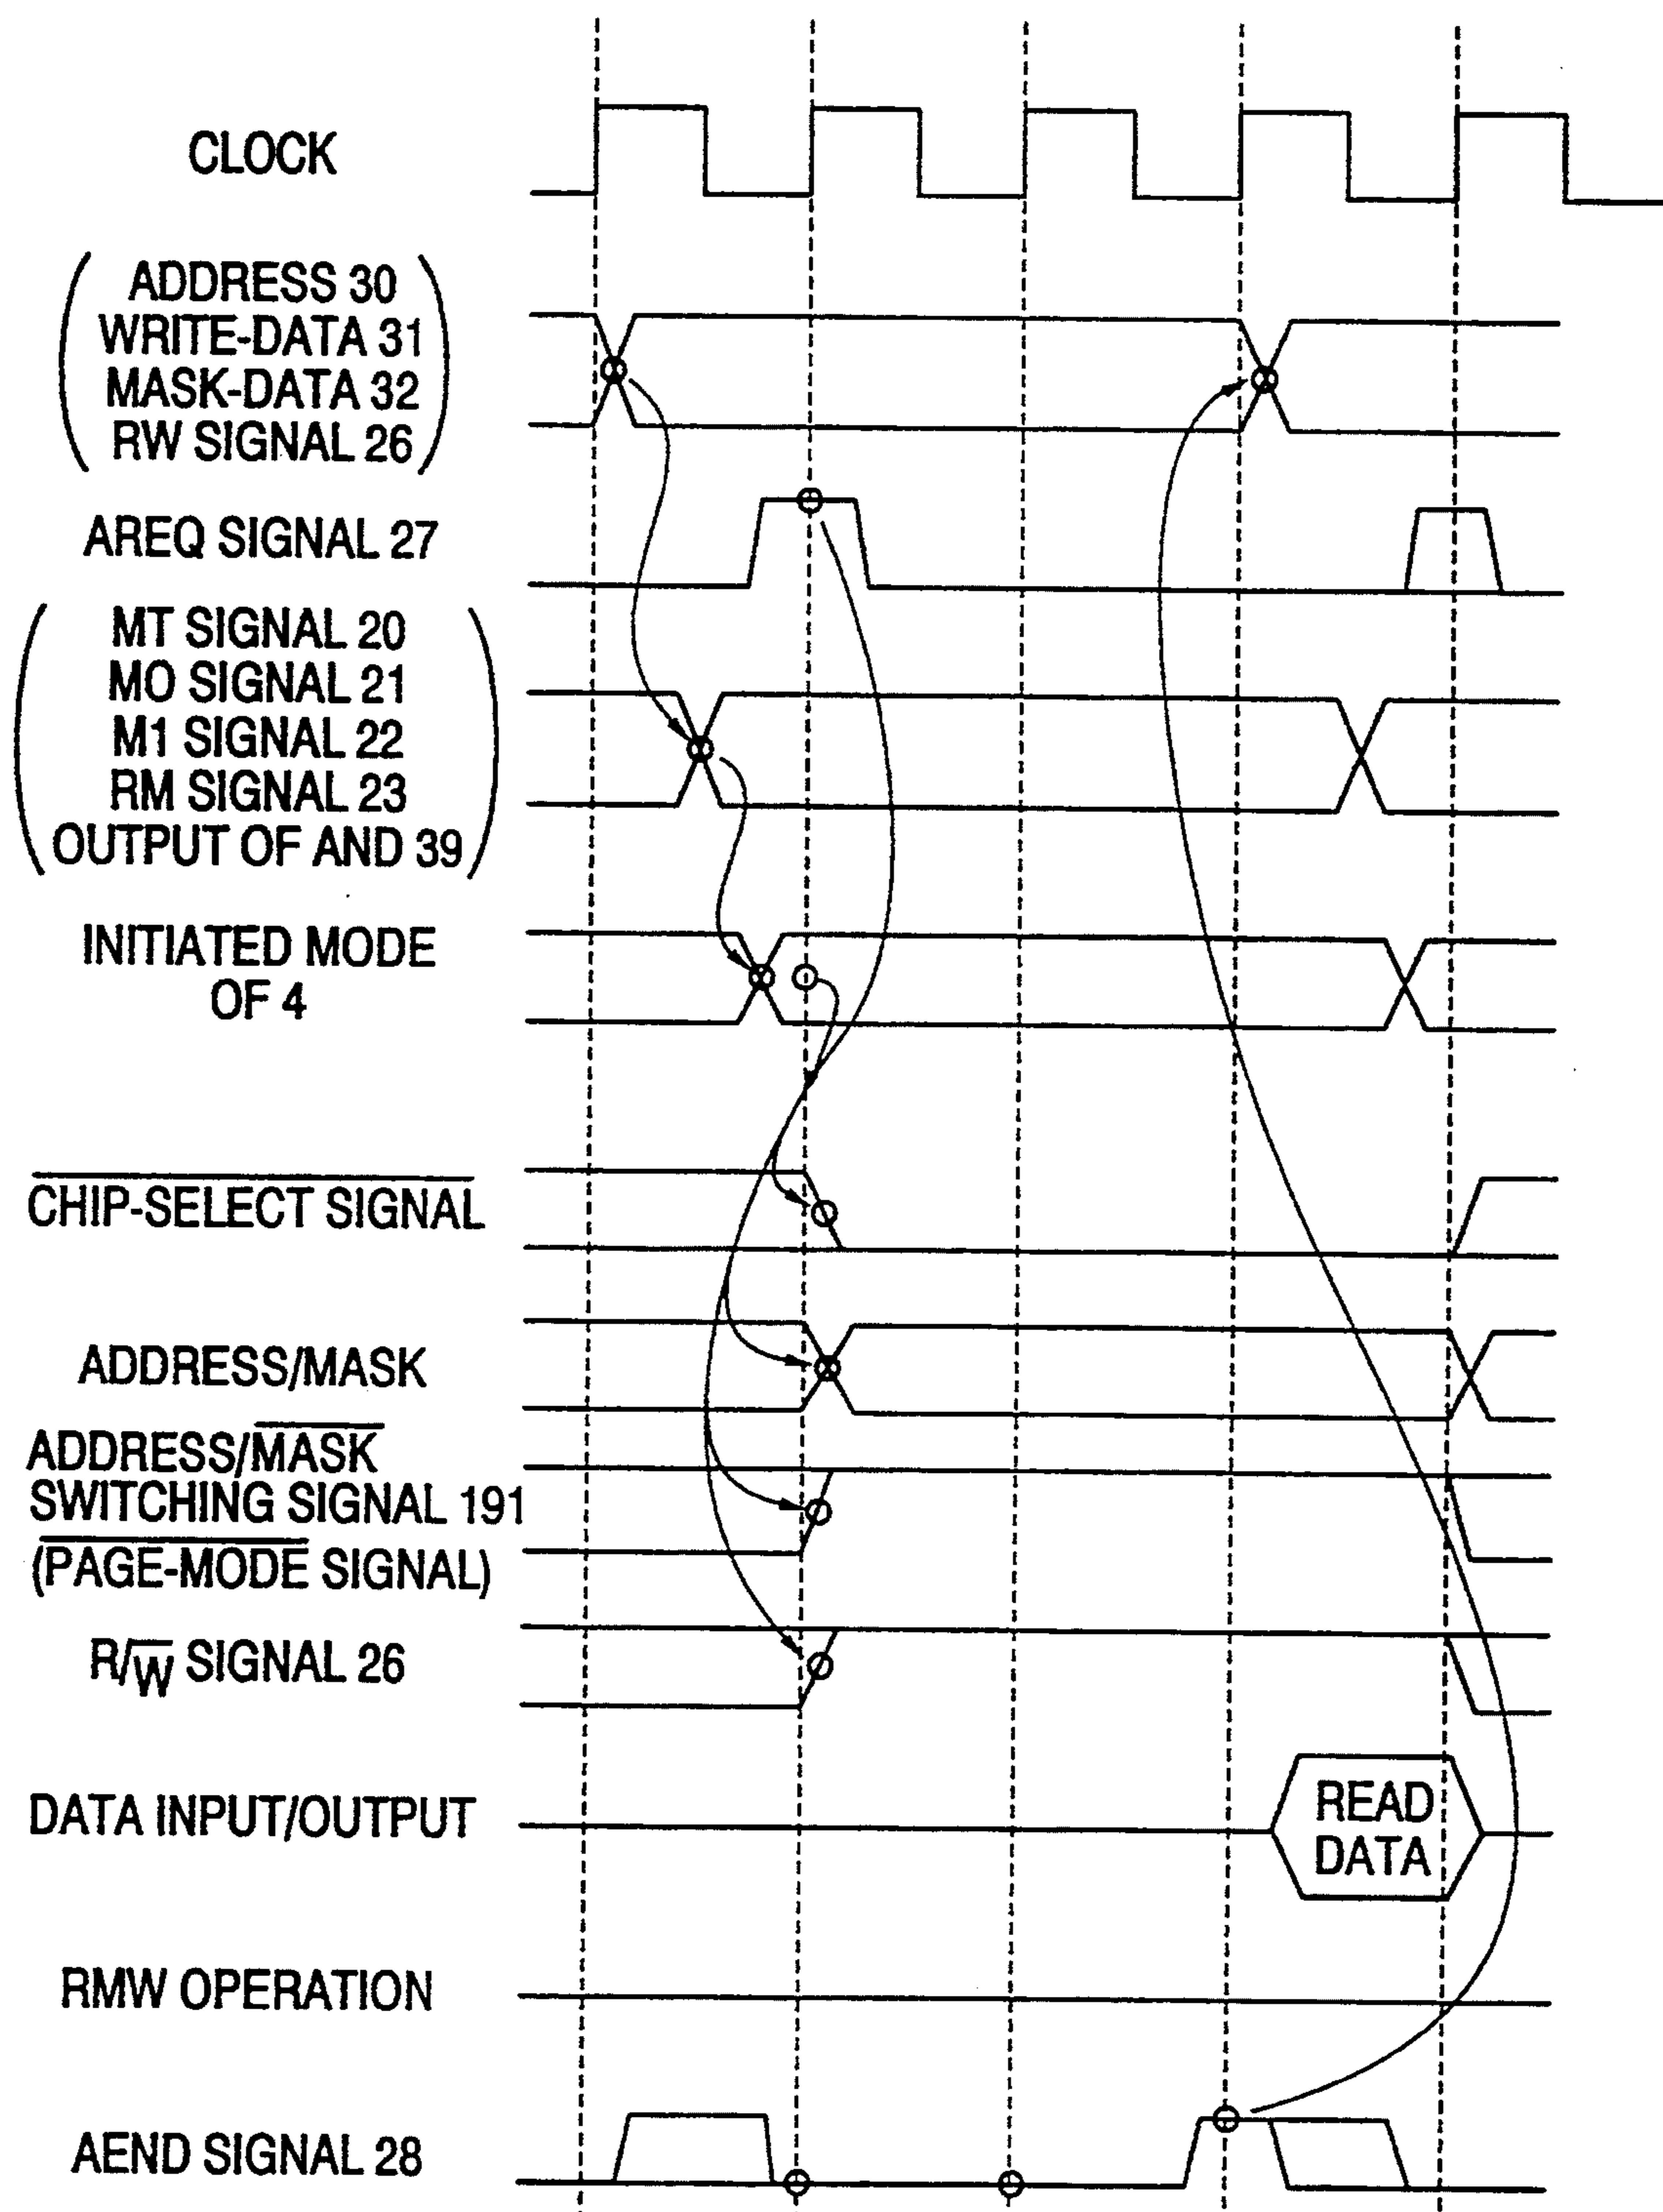 CLOCK
ADDRESS 30
WRITE-DATA 31
MASK-DATA 32
RW SIGNAL 26
AREQ SIGNAL 27
MT SIGNAL 20
MO SIGNAL 21
M1 SIGNAL 22
RM SIGNAL 23
OUTPUT OF AND 39
INITIATED MODE
OF 4
CHIP-SELECT SIGNAL
ADDRESS/MASK
ADDRESS/MASK
SWITCHING SIGNAL 191
(PAGE-MODE SIGNAL)
R/W SIGNAL 26
DATA INPUT/OUTPUT
READ
DATA
RMW OPERATION
AEND SIGNAL 28